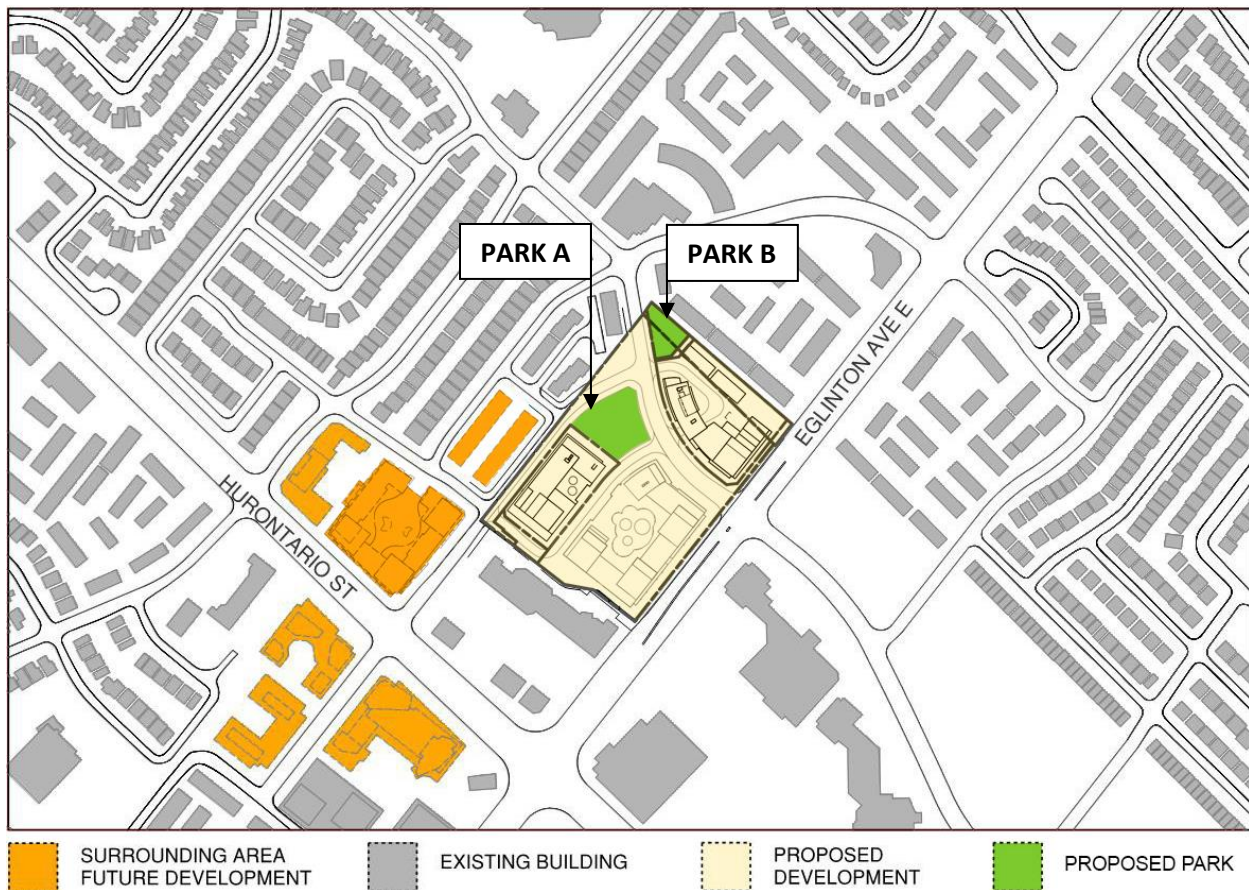 PARK A
PARK B
EGLINTON AVE E
HURONTARIO ST
SURROUNDING AREA
FUTURE DEVELOPMENT
EXISTING BUILDING
PROPOSED
DEVELOPMENT
PROPOSED PARK